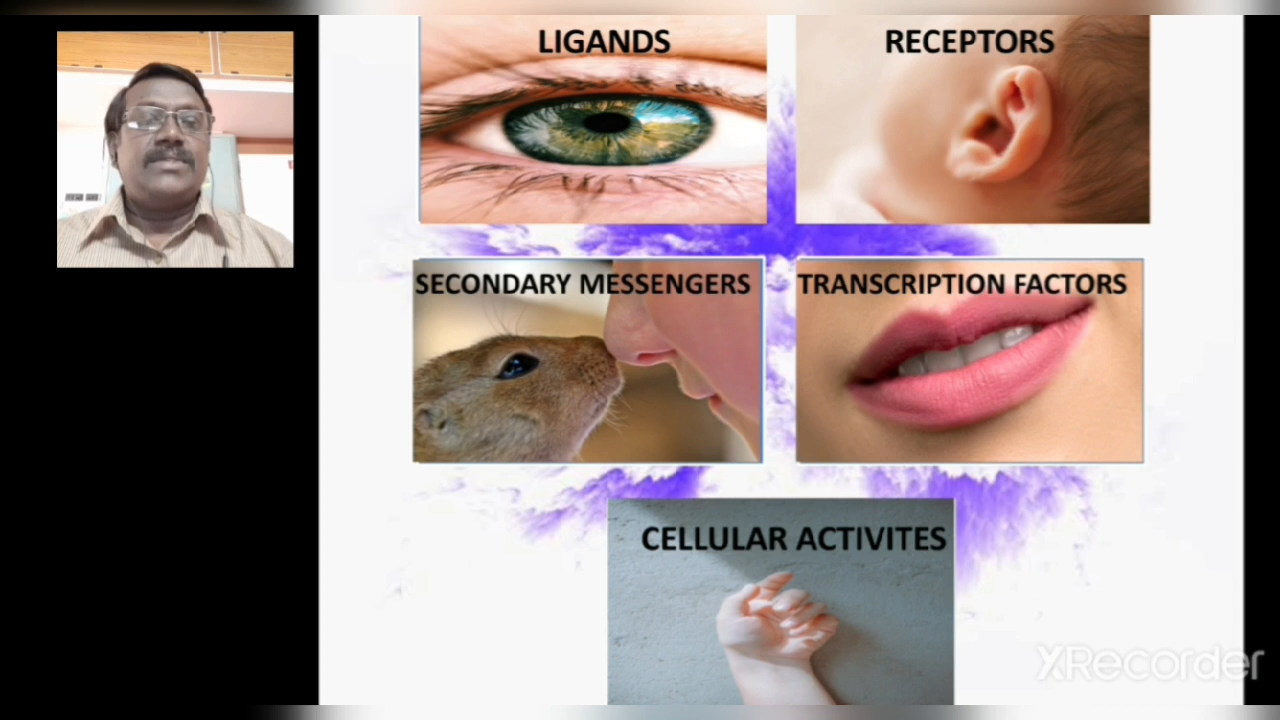 LIGANDS
RECEPTORS
SECONDARY MESSENGERS
TRANSCRIPTION FACTORS
CELLULAR ACTIVITES
XRecorder